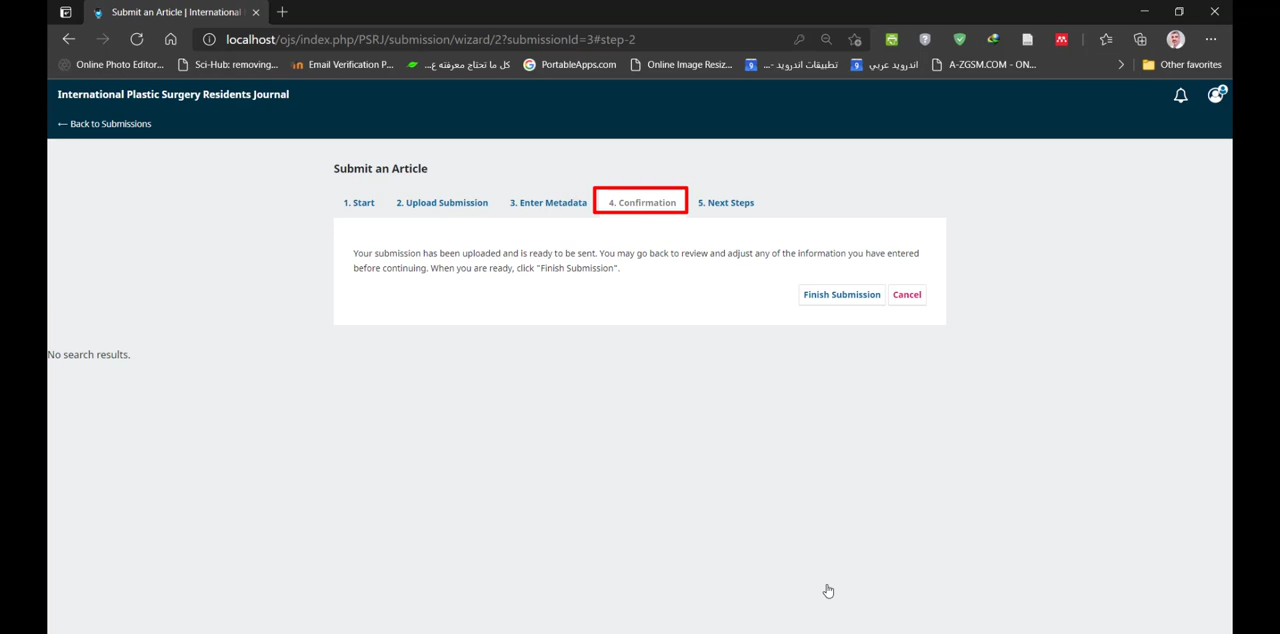 Submit an Article | International
localhost/ojs/index.php/PSRJ/submission/wizard/2?submissionId=3#step-2
Online Photo Editor...
Sci-Hub: removing...
Email Verification P...
كل ما تحتاج معرفته ع...
PortableApps.com
Online Image Resiz...
تطبيقات اندرويد -...
اندرويد عربي
A-ZGSM.COM - ON...
Other favorites
International Plastic Surgery Residents Journal
← Back to Submissions
Submit an Article
1. Start 2. Upload Submission 3. Enter Metadata 4. Confirmation 5. Next Steps
Your submission has been uploaded and is ready to be sent. You may go back to review and adjust any of the information you have entered
before continuing. When you are ready, click "Finish Submission".
Finish Submission Cancel
No search results.